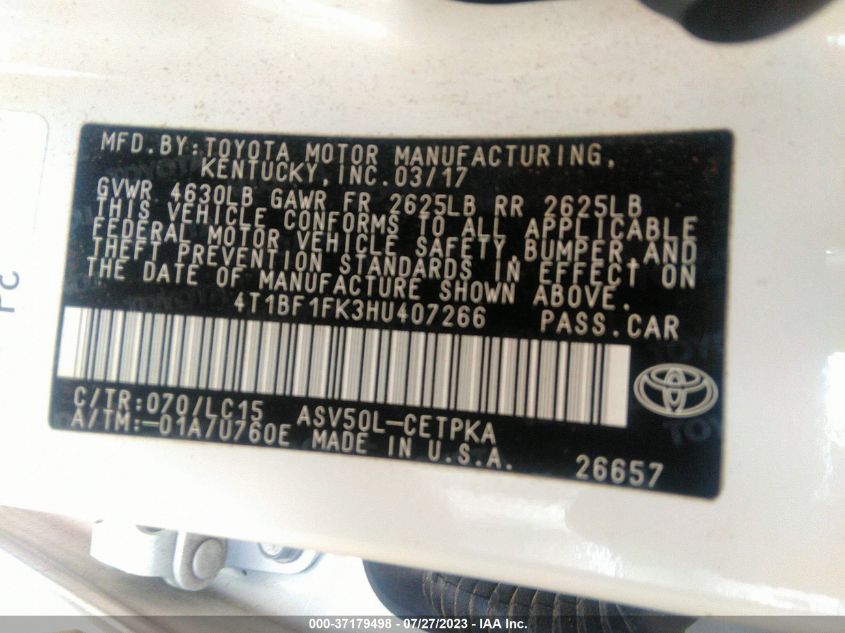 MFD.BY:TOYOTA MOTOR MANUFACTURING,
KENTUCKY, INC.03/17
GVWR 4630LB GAWR FR 2625LB RR 2625LB
THIS VEHICLE CONFORMS TO ALL APPLICABLE
FEDERAL MOTOR VEHICLE SAFETY,BUMPER,AND
THEFT PREVENTION STANDARDS IN EFFECT ON
THE DATE OF MANUFACTURE SHOWN ABOVE.
4T1BF1FK3HU407266 PASS.CAR
C/TR:070/LC15 ASV50L-CETPKA
A/TM:-01A/U760E MADE IN U.S.A. 26657
PC
000-37179498 - 07/27/2023 - IAA Inc.